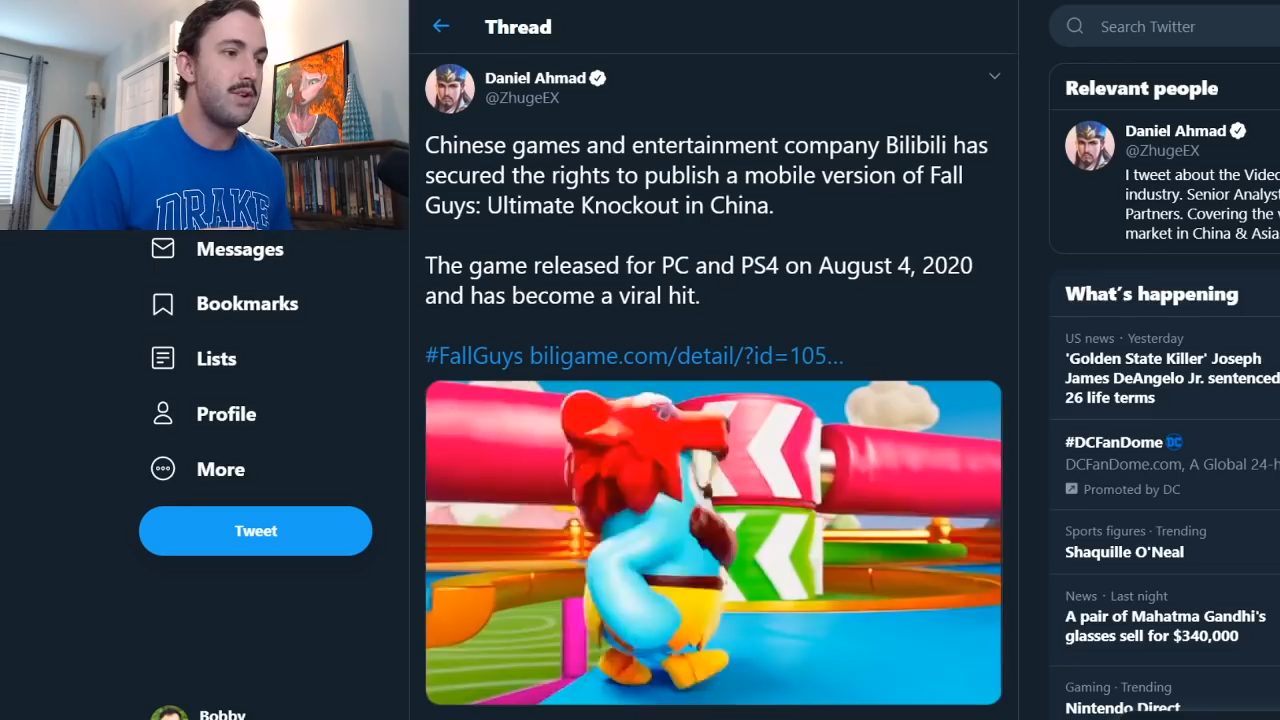 DRAKE
Messages
Bookmarks
Lists
Profile
More
Tweet
Bobby
Thread
Daniel Ahmad
@ZhugeEX
Chinese games and entertainment company Bilibili has
secured the rights to publish a mobile version of Fall
Guys: Ultimate Knockout in China.
The game released for PC and PS4 on August 4, 2020
and has become a viral hit.
#FallGuys biligame.com/detail/?id=105…
Search Twitter
Relevant people
Daniel Ahmad
@ZhugeEX
I tweet about the Video
industry. Senior Analyst
Partners. Covering the
market in China & Asia
What's happening
US news · Yesterday
'Golden State Killer' Joseph
James DeAngelo Jr. sentenced
26 life terms
#DCFanDome DC
DCFanDome.com, A Global 24-h
Promoted by DC
Sports figures · Trending
Shaquille O'Neal
News · Last night
A pair of Mahatma Gandhi's
glasses sell for $340,000
Gaming · Trending
Nintendo Direct